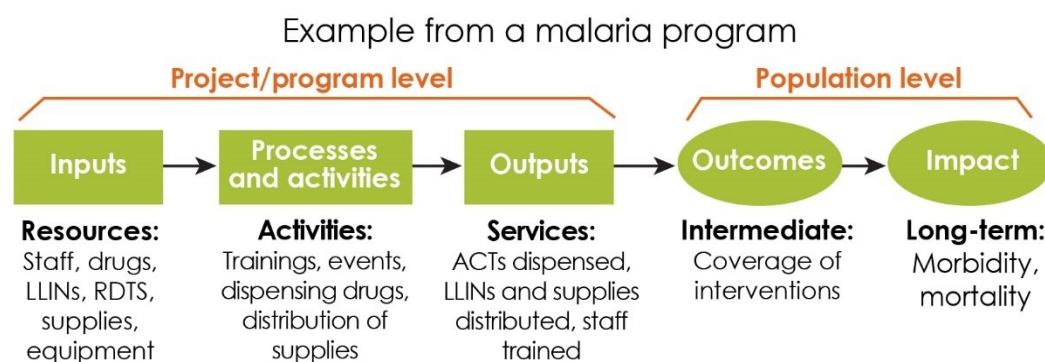 Example from a malaria program
Project/program level
Population level
Inputs
Processes
and activities
Outputs
Outcomes
Impact
Resources:
Staff, drugs,
LLINs, RDTS,
supplies,
equipment
Activities:
Trainings, events,
dispensing drugs,
distribution of
supplies
Services:
ACTs dispensed,
LLINs and supplies
distributed, staff
trained
Intermediate:
Coverage of
interventions
Long-term:
Morbidity,
mortality